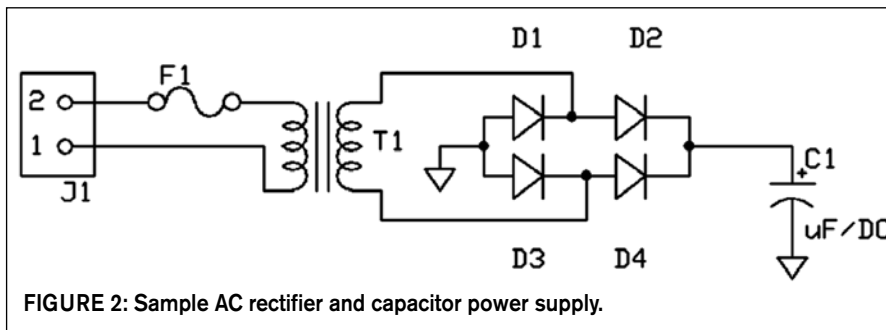 D1 D2
F1
2
T1
1
C1
+
J1
uF/DC
D3 D4
FIGURE 2: Sample AC rectifier and capacitor power supply.